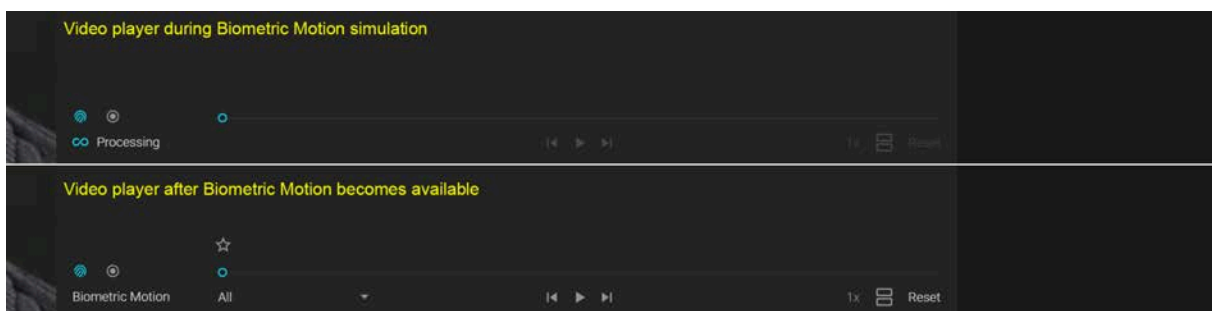 Video player during Biometric Motion simulation
Processing
1x Reset
Video player after Biometric Motion becomes available
Biometric Motion All 1x Reset